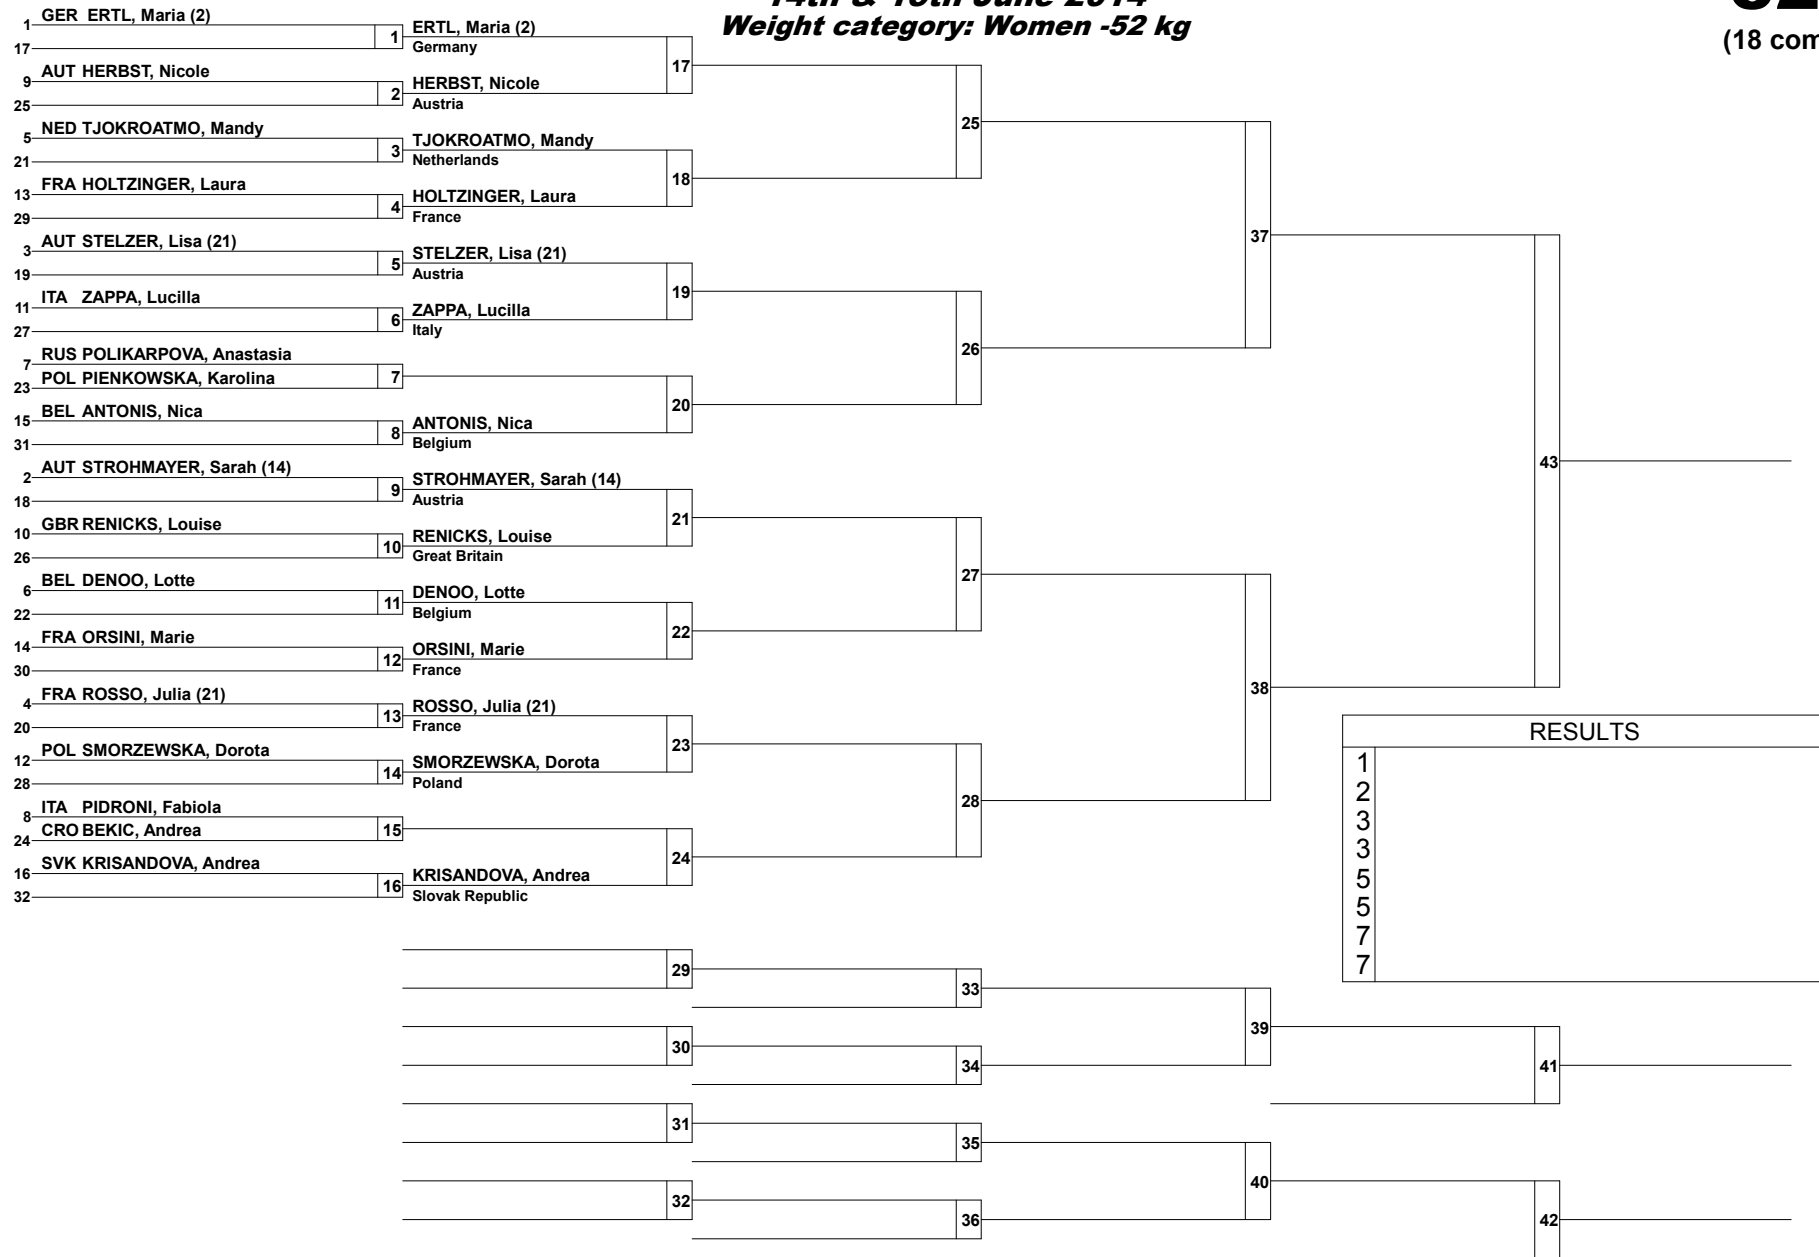 14th & 15th June 2014
Weight category: Women -52 kg
(18 com
1 GER ERTL, Maria (2)
17
1 ERTL, Maria (2)
Germany
9 AUT HERBST, Nicole
25
2 HERBST, Nicole
Austria
17
5 NED TJOKROATMO, Mandy
21
3 TJOKROATMO, Mandy
Netherlands
13 FRA HOLTZINGER, Laura
29
4 HOLTZINGER, Laura
France
18
25
3 AUT STELZER, Lisa (21)
19
5 STELZER, Lisa (21)
Austria
11 ITA ZAPPA, Lucilla
27
6 ZAPPA, Lucilla
Italy
19
7 RUS POLIKARPOVA, Anastasia
23 POL PIENKOWSKA, Karolina
7
15 BEL ANTONIS, Nica
31
8 ANTONIS, Nica
Belgium
20
26
37
2 AUT STROHMAYER, Sarah (14)
18
9 STROHMAYER, Sarah (14)
Austria
10 GBR RENICKS, Louise
26
10 RENICKS, Louise
Great Britain
21
6 BEL DENOO, Lotte
22
11 DENOO, Lotte
Belgium
14 FRA ORSINI, Marie
30
12 ORSINI, Marie
France
22
27
4 FRA ROSSO, Julia (21)
20
13 ROSSO, Julia (21)
France
12 POL SMORZEWSKA, Dorota
28
14 SMORZEWSKA, Dorota
Poland
23
8 ITA PIDRONI, Fabiola
24 CRO BEKIC, Andrea
15
16 SVK KRISANDOVA, Andrea
32
16 KRISANDOVA, Andrea
Slovak Republic
24
28
38
43
RESULTS
1
2
3
3
5
5
7
7
29
33
30
34
39
41
31
35
32
36
40
42